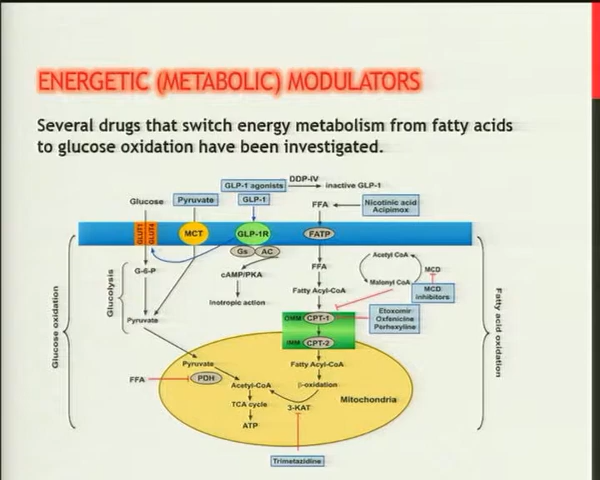 ENERGETIC (METABOLIC) MODULATORS
Several drugs that switch energy metabolism from fatty acids
to glucose oxidation have been investigated.
DDP-IV
GLP-1 agonists
inactive GLP-1
Glucose
Pyruvate
GLP-1
FFA
Nicotinic acid
Acipimox
GLUT1
GLUT4
MCT
GLP-1R
FATP
Gs
AC
G-6-P
cAMP/PKA
FFA
Acetyl CoA
MCD
Malonyl CoA
MCD
inhibitors
Inotropic action
Fatty Acyl-CoA
Glucolysis
Pyruvate
OMM
CPT-1
Etoxomir
Oxfenicine
Perhexyline
IMM
CPT-2
Glucose oxidation
Fatty acid oxidation
Pyruvate
Fatty Acyl-CoA
FFA
PDH
Acetyl-CoA
β-oxidation
TCA cycle
3-KAT
Mitochondria
ATP
Trimetazidine